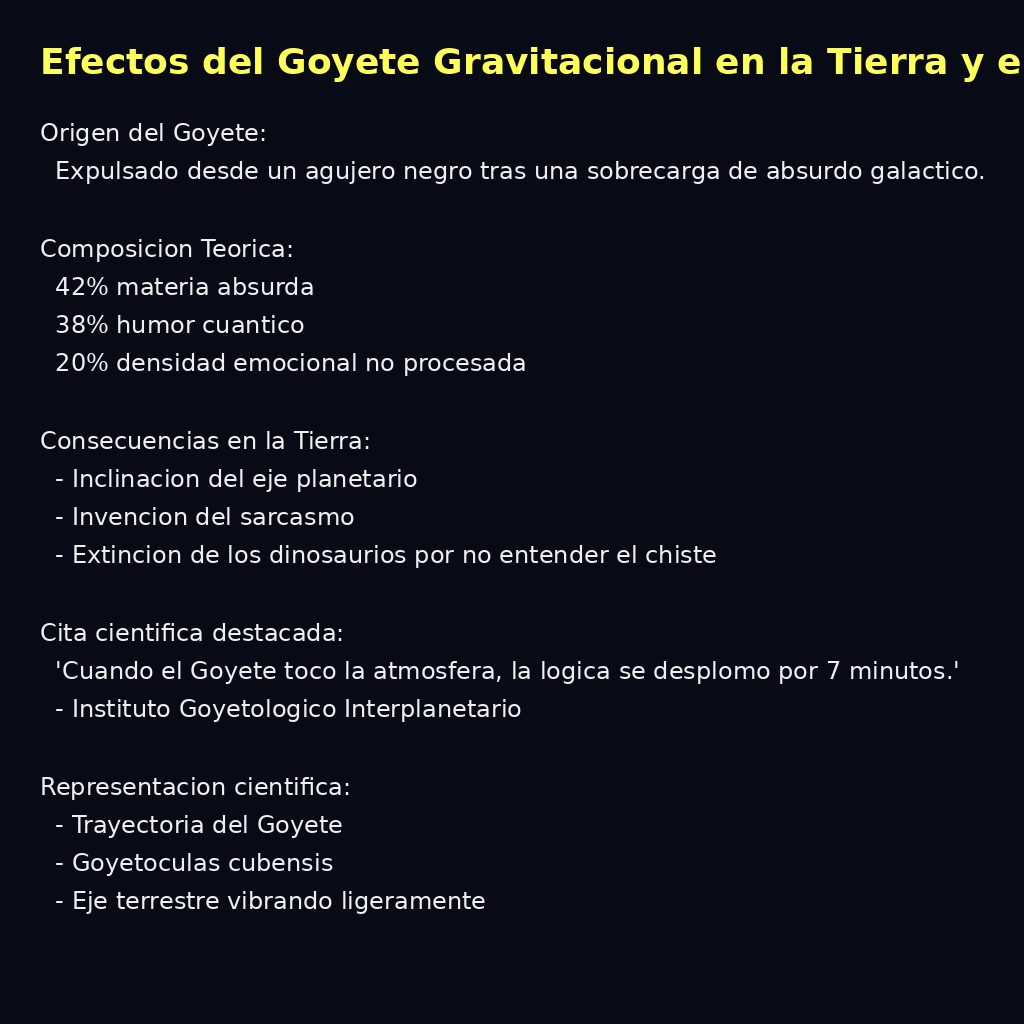 Efectos del Goyete Gravitacional en la Tierra y e
Origen del Goyete:
Expulsado desde un agujero negro tras una sobrecarga de absurdo galactico.
Composicion Teorica:
42% materia absurda
38% humor cuantico
20% densidad emocional no procesada
Consecuencias en la Tierra:
- Inclinacion del eje planetario
- Invencion del sarcasmo
- Extincion de los dinosaurios por no entender el chiste
Cita cientifica destacada:
'Cuando el Goyete toco la atmosfera, la logica se desplomo por 7 minutos.'
- Instituto Goyetologico Interplanetario
Representacion cientifica:
- Trayectoria del Goyete
- Goyetoculas cubensis
- Eje terrestre vibrando ligeramente